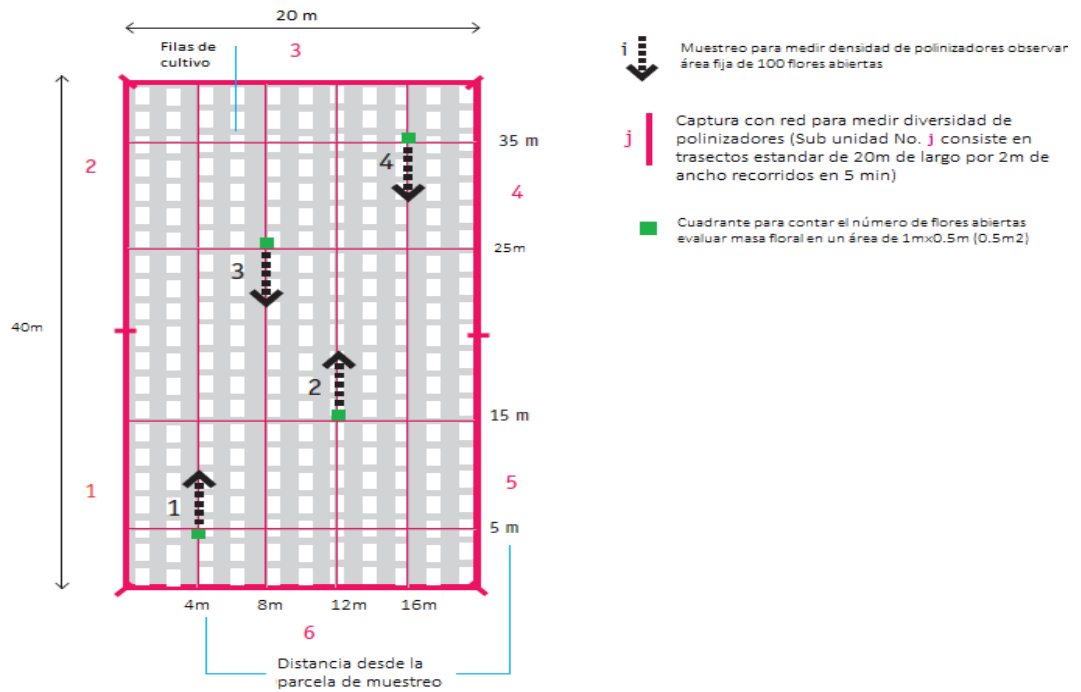 20 m
Filas de
cultivo
3
i
Muestreo para medir densidad de polinizadores observar
área fija de 100 flores abiertas
35 m
j
Captura con red para medir diversidad de
polinizadores (Sub unidad No. j consiste en
trasectos estandar de 20m de largo por 2m de
ancho recorridos en 5 min)
2
4
4
Cuadrante para contar el número de flores abiertas
evaluar masa floral en un área de 1mx0.5m (0.5m2)
25m
3
40m
2
15 m
1
5
1
5 m
4m
8m
12m
16m
6
Distancia desde la
parcela de muestreo